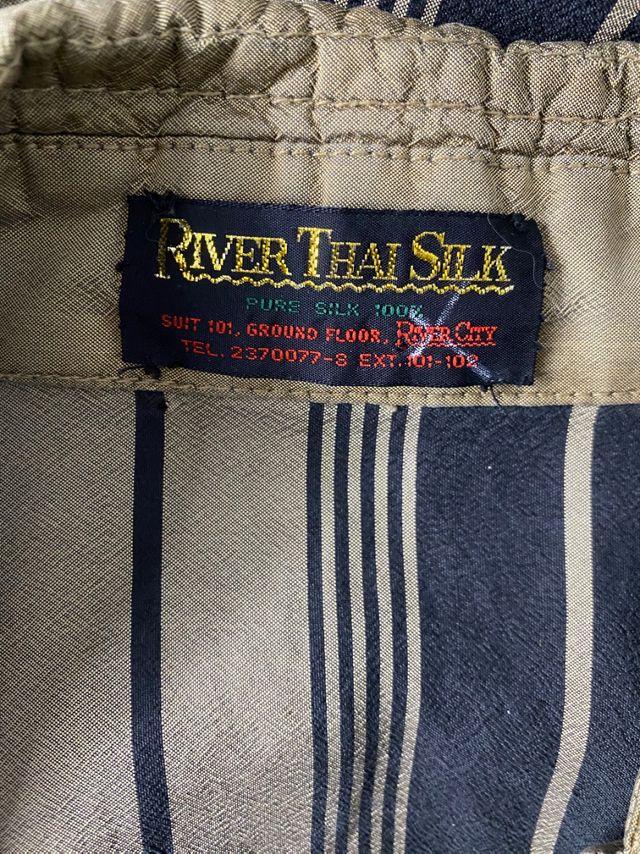 RIVER THAI SILK
PURE SILK 100%
SUIT 101, GROUND FLOOR, RIVER CITY
TEL. 2370077-8 EXT. 101-102